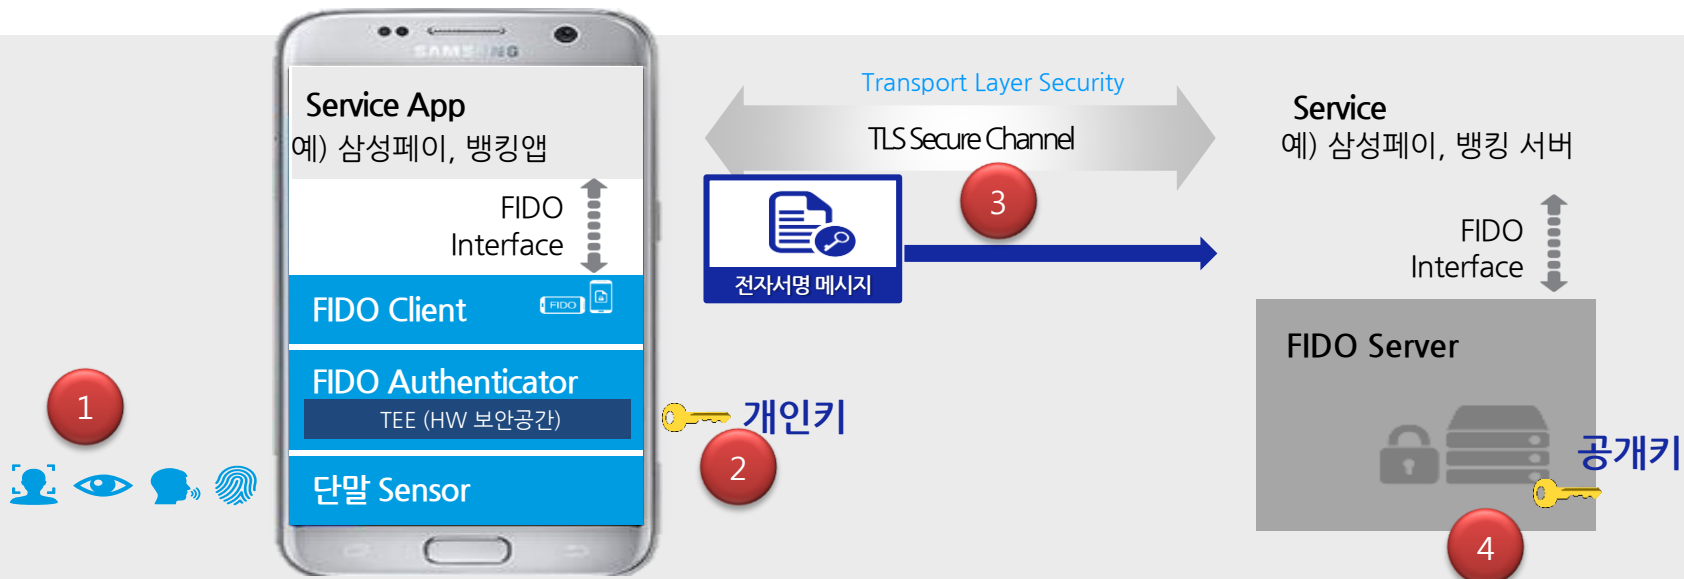 SAMSUNG
Service App
예) 삼성페이, 뱅킹앱
FIDO
Interface
FIDO Client
FIDO
FIDO Authenticator
TEE (HW 보안공간)
단말 Sensor
1
개인키
2
Transport Layer Security
TLS Secure Channel
3
전자서명 메시지
Service
예) 삼성페이, 뱅킹 서버
FIDO
Interface
FIDO Server
공개키
4